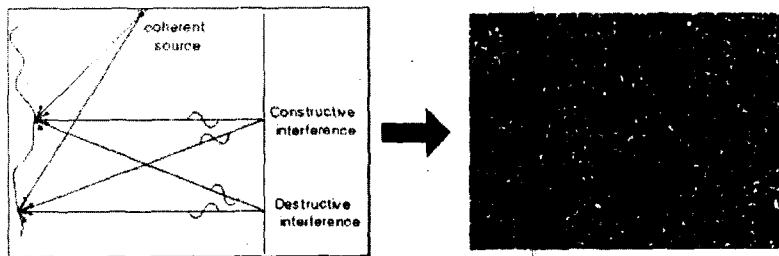 coherent
source
Constructive
interference
Destructive
interference